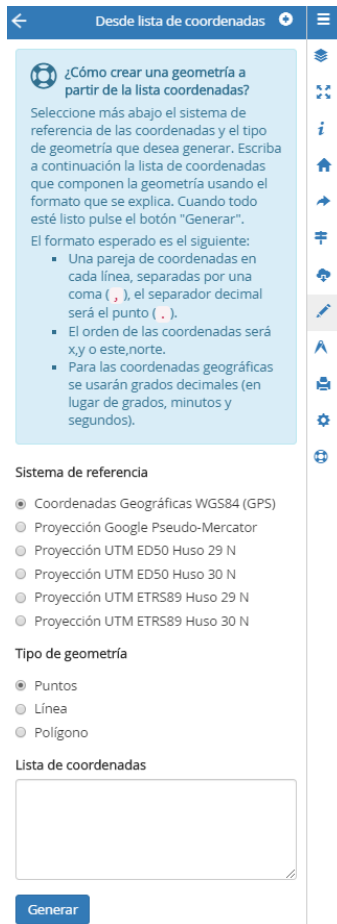 Desde lista de coordenadas
¿Cómo crear una geometría a
partir de la lista coordenadas?
Seleccione más abajo el sistema de
referencia de las coordenadas y el tipo
de geometría que desea generar. Escriba
a continuación la lista de coordenadas
que componen la geometría usando el
formato que se explica. Cuando todo
esté listo pulse el botón "Generar".
El formato esperado es el siguiente:
Una pareja de coordenadas en
cada línea, separadas por una
coma ( , ), el separador decimal
será el punto ( . ).
El orden de las coordenadas será
x,y o este,norte.
Para las coordenadas geográficas
se usarán grados decimales (en
lugar de grados, minutos y
segundos).
Sistema de referencia
Coordenadas Geográficas WGS84 (GPS)
Proyección Google Pseudo-Mercator
Proyección UTM ED50 Huso 29 N
Proyección UTM ED50 Huso 30 N
Proyección UTM ETRS89 Huso 29 N
Proyección UTM ETRS89 Huso 30 N
Tipo de geometría
Puntos
Línea
Polígono
Lista de coordenadas
Generar